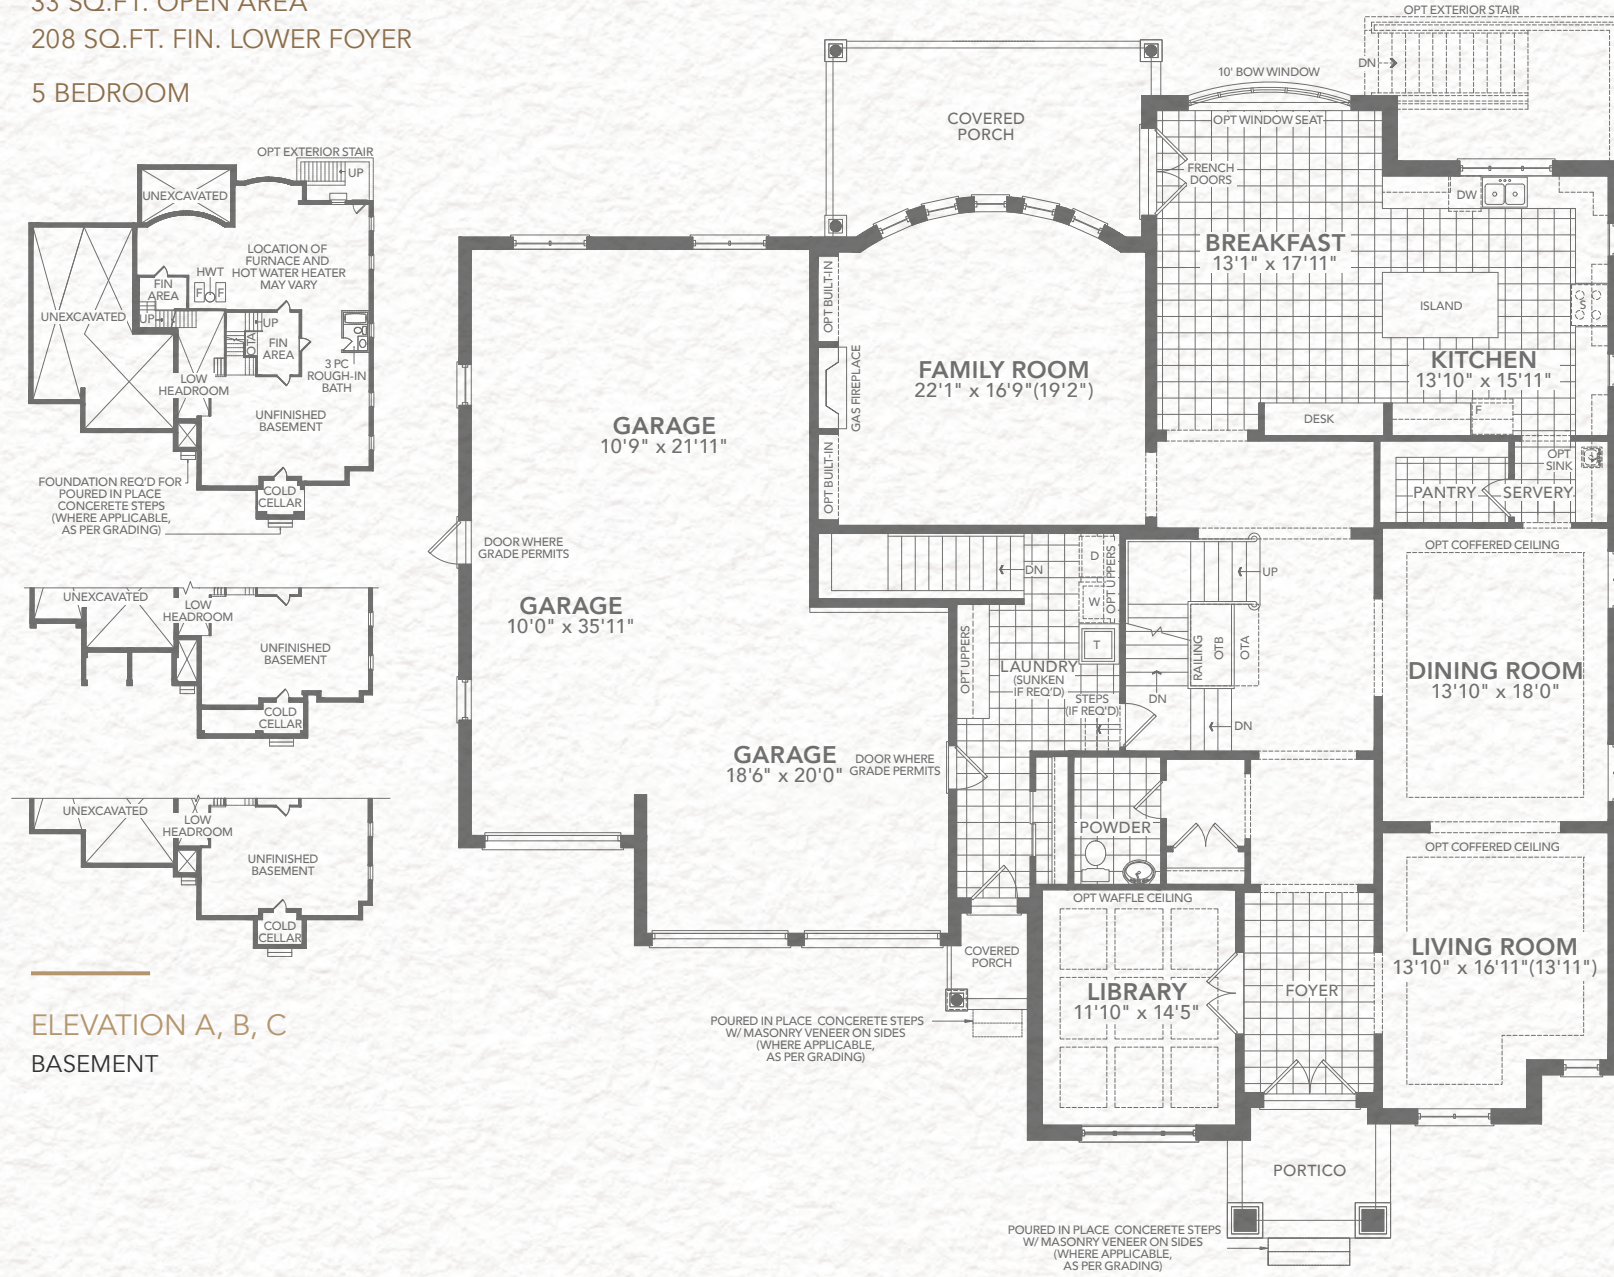 33 SQ.FT. OPEN AREA
208 SQ.FT. FIN. LOWER FOYER
5 BEDROOM
OPT EXTERIOR STAIR
UP
UNEXCAVATED
LOCATION OF
FURNACE AND
HOT WATER HEATER
MAY VARY
HWT
F F
FIN
AREA
UNEXCAVATED
UP
UP
OTA
FIN
AREA
3 PC
ROUGH-IN
BATH
LOW
HEADROOM
UNFINISHED
BASEMENT
FOUNDATION REQ'D FOR
POURED IN PLACE
CONCRETE STEPS
(WHERE APPLICABLE,
AS PER GRADING)
COLD
CELLAR
UNEXCAVATED
LOW
HEADROOM
UNFINISHED
BASEMENT
COLD
CELLAR
UNEXCAVATED
LOW
HEADROOM
UNFINISHED
BASEMENT
COLD
CELLAR
ELEVATION A, B, C
BASEMENT
OPT EXTERIOR STAIR
DN
10' BOW WINDOW
OPT WINDOW SEAT
COVERED
PORCH
FRENCH
DOORS
DW
BREAKFAST
13'1" x 17'11"
ISLAND
S
KITCHEN
13'10" x 15'11"
F
DESK
OPT BUILT-IN
GAS FIREPLACE
OPT BUILT-IN
FAMILY ROOM
22'1" x 16'9"(19'2")
GARAGE
10'9" x 21'11"
OPT
SINK
PANTRY
SERVERY
DOOR WHERE
GRADE PERMITS
GARAGE
10'0" x 35'11"
DN
D
W
OPT UPPERS
T
UP
OPT UPPERS
LAUNDRY
(SUNKEN
IF REQ'D)
STEPS
(IF REQ'D)
RAILING
OTB
OTA
DN
DN
OPT COFFERED CEILING
DINING ROOM
13'10" x 18'0"
GARAGE
18'6" x 20'0"
DOOR WHERE
GRADE PERMITS
POWDER
OPT COFFERED CEILING
LIVING ROOM
13'10" x 16'11"(13'11")
OPT WAFFLE CEILING
LIBRARY
11'10" x 14'5"
FOYER
COVERED
PORCH
POURED IN PLACE CONCRETE STEPS
W/ MASONRY VENEER ON SIDES
(WHERE APPLICABLE,
AS PER GRADING)
PORTICO
POURED IN PLACE CONCRETE STEPS
W/ MASONRY VENEER ON SIDES
(WHERE APPLICABLE,
AS PER GRADING)